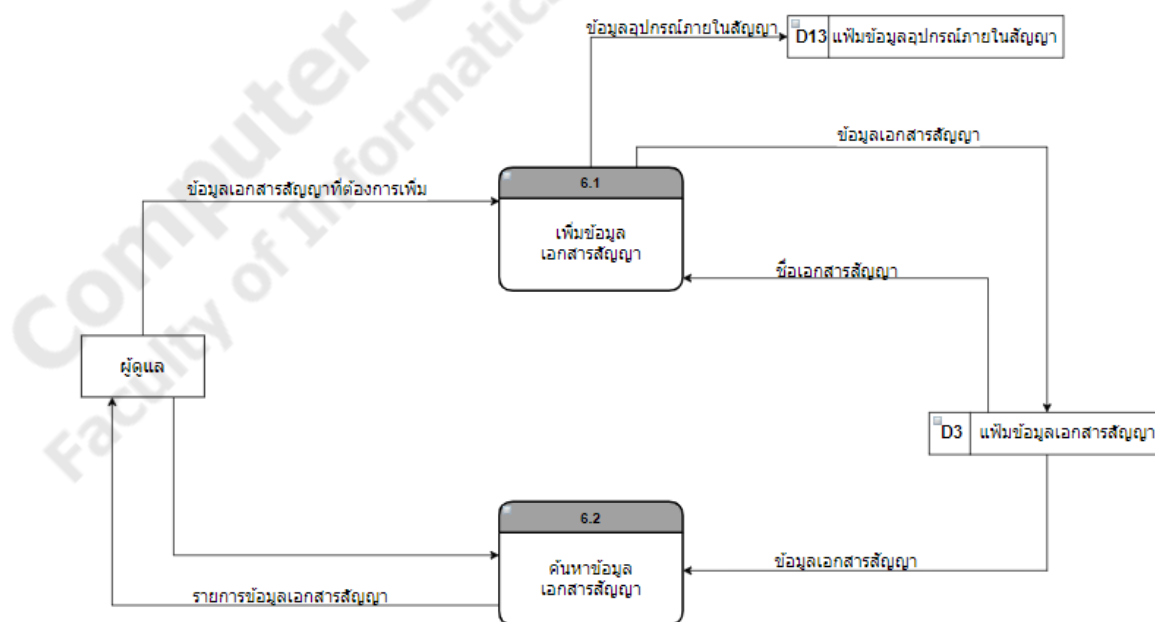 ข้อมูลอุปกรณ์ภายในสัญญา
D13 แฟ้มข้อมูลอุปกรณ์ภายในสัญญา
ข้อมูลเอกสารสัญญา
6.1
ข้อมูลเอกสารสัญญาที่ต้องการเพิ่ม
เพิ่มข้อมูล
เอกสารสัญญา
ชื่อเอกสารสัญญา
ผู้ดูแล
D3 แฟ้มข้อมูลเอกสารสัญญา
6.2
ค้นหาข้อมูล
เอกสารสัญญา
ข้อมูลเอกสารสัญญา
รายการข้อมูลเอกสารสัญญา
Computer
Faculty of Informatic